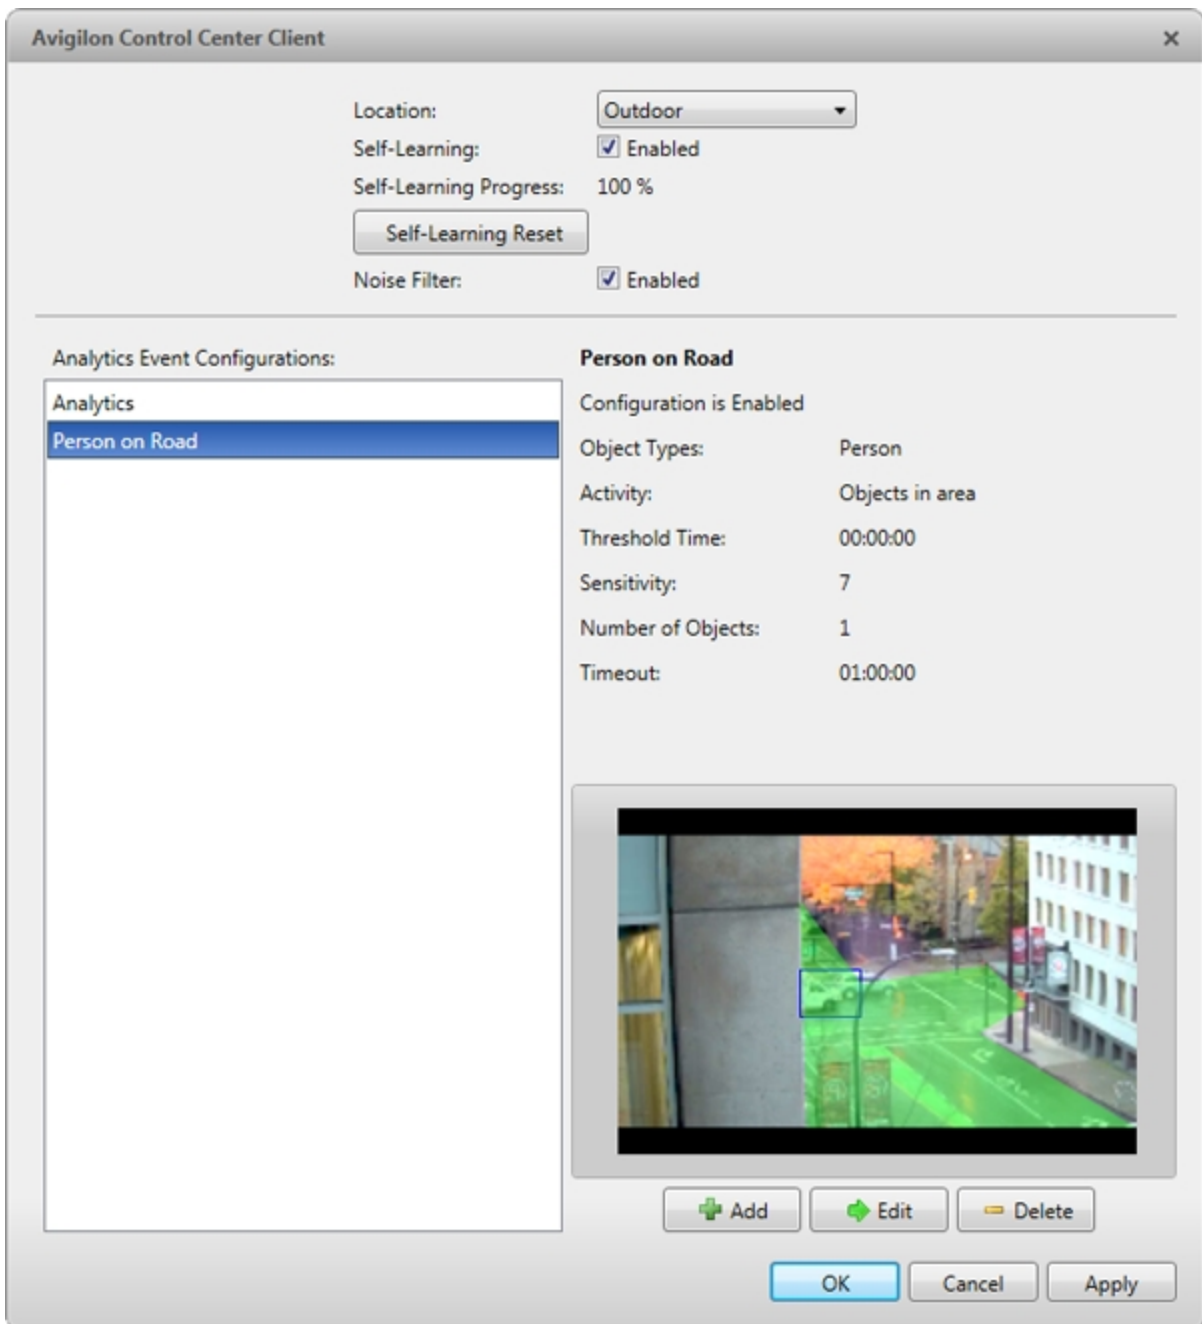 Avigilon Control Center Client
Location: Outdoor
Self-Learning: Enabled
Self-Learning Progress: 100 %
Self-Learning Reset
Noise Filter: Enabled
Analytics Event Configurations:
Analytics
Person on Road
Person on Road
Configuration is Enabled
Object Types: Person
Activity: Objects in area
Threshold Time: 00:00:00
Sensitivity: 7
Number of Objects: 1
Timeout: 01:00:00
Add Edit Delete
OK Cancel Apply